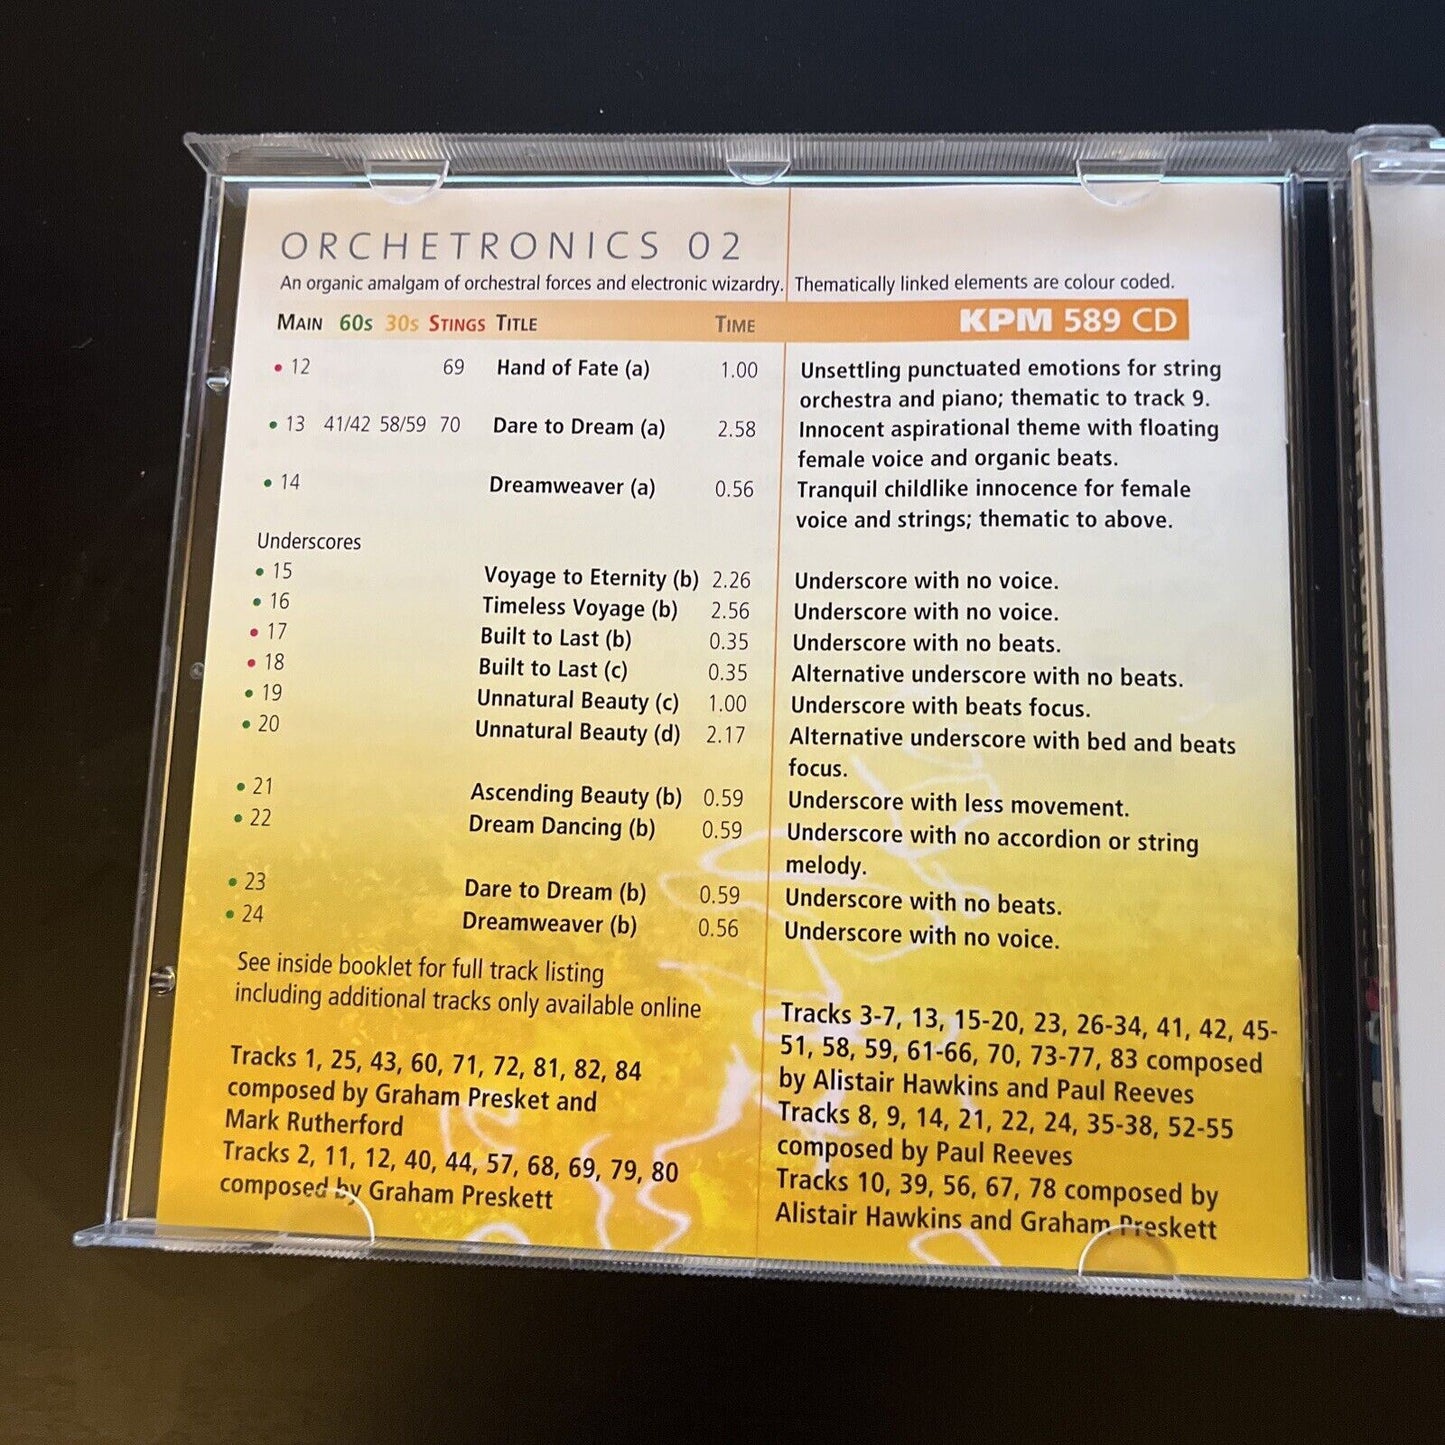 ORCHETRONICS 02
An organic amalgam of orchestral forces and electronic wizardry. Thematically linked elements are colour coded.
MAIN 60s 30s STINGS TITLE TIME KPM 589 CD
• 12 69 Hand of Fate (a) 1.00 Unsettling punctuated emotions for string
orchestra and piano; thematic to track 9.
• 13 41/42 58/59 70 Dare to Dream (a) 2.58 Innocent aspirational theme with floating
female voice and organic beats.
• 14 Dreamweaver (a) 0.56 Tranquil childlike innocence for female
voice and strings; thematic to above.
Underscores
• 15 Voyage to Eternity (b) 2.26 Underscore with no voice.
• 16 Timeless Voyage (b) 2.56 Underscore with no voice.
• 17 Built to Last (b) 0.35 Underscore with no beats.
• 18 Built to Last (c) 0.35 Alternative underscore with no beats.
• 19 Unnatural Beauty (c) 1.00 Underscore with beats focus.
• 20 Unnatural Beauty (d) 2.17 Alternative underscore with bed and beats
focus.
• 21 Ascending Beauty (b) 0.59 Underscore with less movement.
• 22 Dream Dancing (b) 0.59 Underscore with no accordion or string
melody.
• 23 Dare to Dream (b) 0.59 Underscore with no beats.
• 24 Dreamweaver (b) 0.56 Underscore with no voice.
See inside booklet for full track listing
including additional tracks only available online
Tracks 1, 25, 43, 60, 71, 72, 81, 82, 84
composed by Graham Presket and
Mark Rutherford
Tracks 2, 11, 12, 40, 44, 57, 68, 69, 79, 80
composed by Graham Preskett
Tracks 3-7, 13, 15-20, 23, 26-34, 41, 42, 45-
51, 58, 59, 61-66, 70, 73-77, 83 composed
by Alistair Hawkins and Paul Reeves
Tracks 8, 9, 14, 21, 22, 24, 35-38, 52-55
composed by Paul Reeves
Tracks 10, 39, 56, 67, 78 composed by
Alistair Hawkins and Graham Preskett